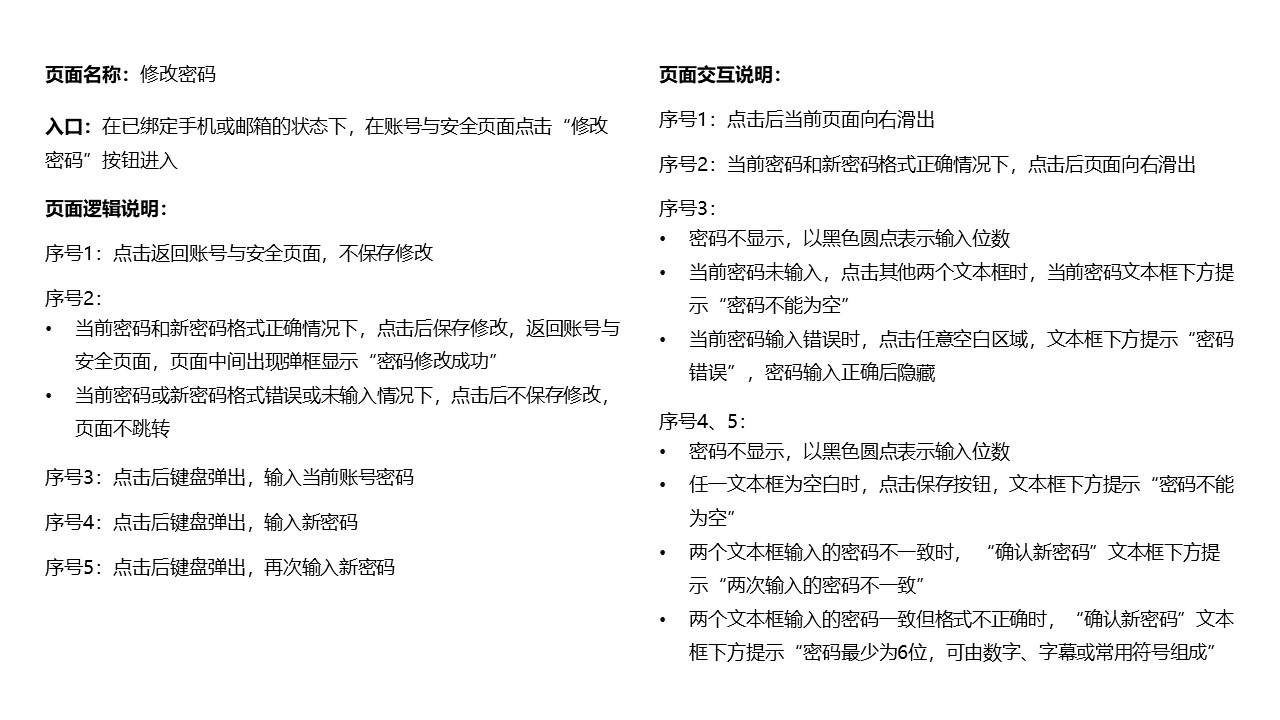 页面名称：修改密码
入口：在已绑定手机或邮箱的状态下，在账号与安全页面点击“修改
密码”按钮进入
页面逻辑说明：
序号1：点击返回账号与安全页面，不保存修改
序号2：
• 当前密码和新密码格式正确情况下，点击后保存修改，返回账号与
安全页面，页面中间出现弹框显示“密码修改成功”
• 当前密码或新密码格式错误或未输入情况下，点击后不保存修改，
页面不跳转
序号3：点击后键盘弹出，输入当前账号密码
序号4：点击后键盘弹出，输入新密码
序号5：点击后键盘弹出，再次输入新密码
页面交互说明：
序号1：点击后当前页面向右滑出
序号2：当前密码和新密码格式正确情况下，点击后页面向右滑出
序号3：
• 密码不显示，以黑色圆点表示输入位数
• 当前密码未输入，点击其他两个文本框时，当前密码文本框下方提
示“密码不能为空”
• 当前密码输入错误时，点击任意空白区域，文本框下方提示“密码
错误”，密码输入正确后隐藏
序号4、5：
• 密码不显示，以黑色圆点表示输入位数
• 任一文本框为空白时，点击保存按钮，文本框下方提示“密码不能
为空”
• 两个文本框输入的密码不一致时， “确认新密码”文本框下方提
示“两次输入的密码不一致”
• 两个文本框输入的密码一致但格式不正确时，“确认新密码”文本
框下方提示“密码最少为6位，可由数字、字幕或常用符号组成”